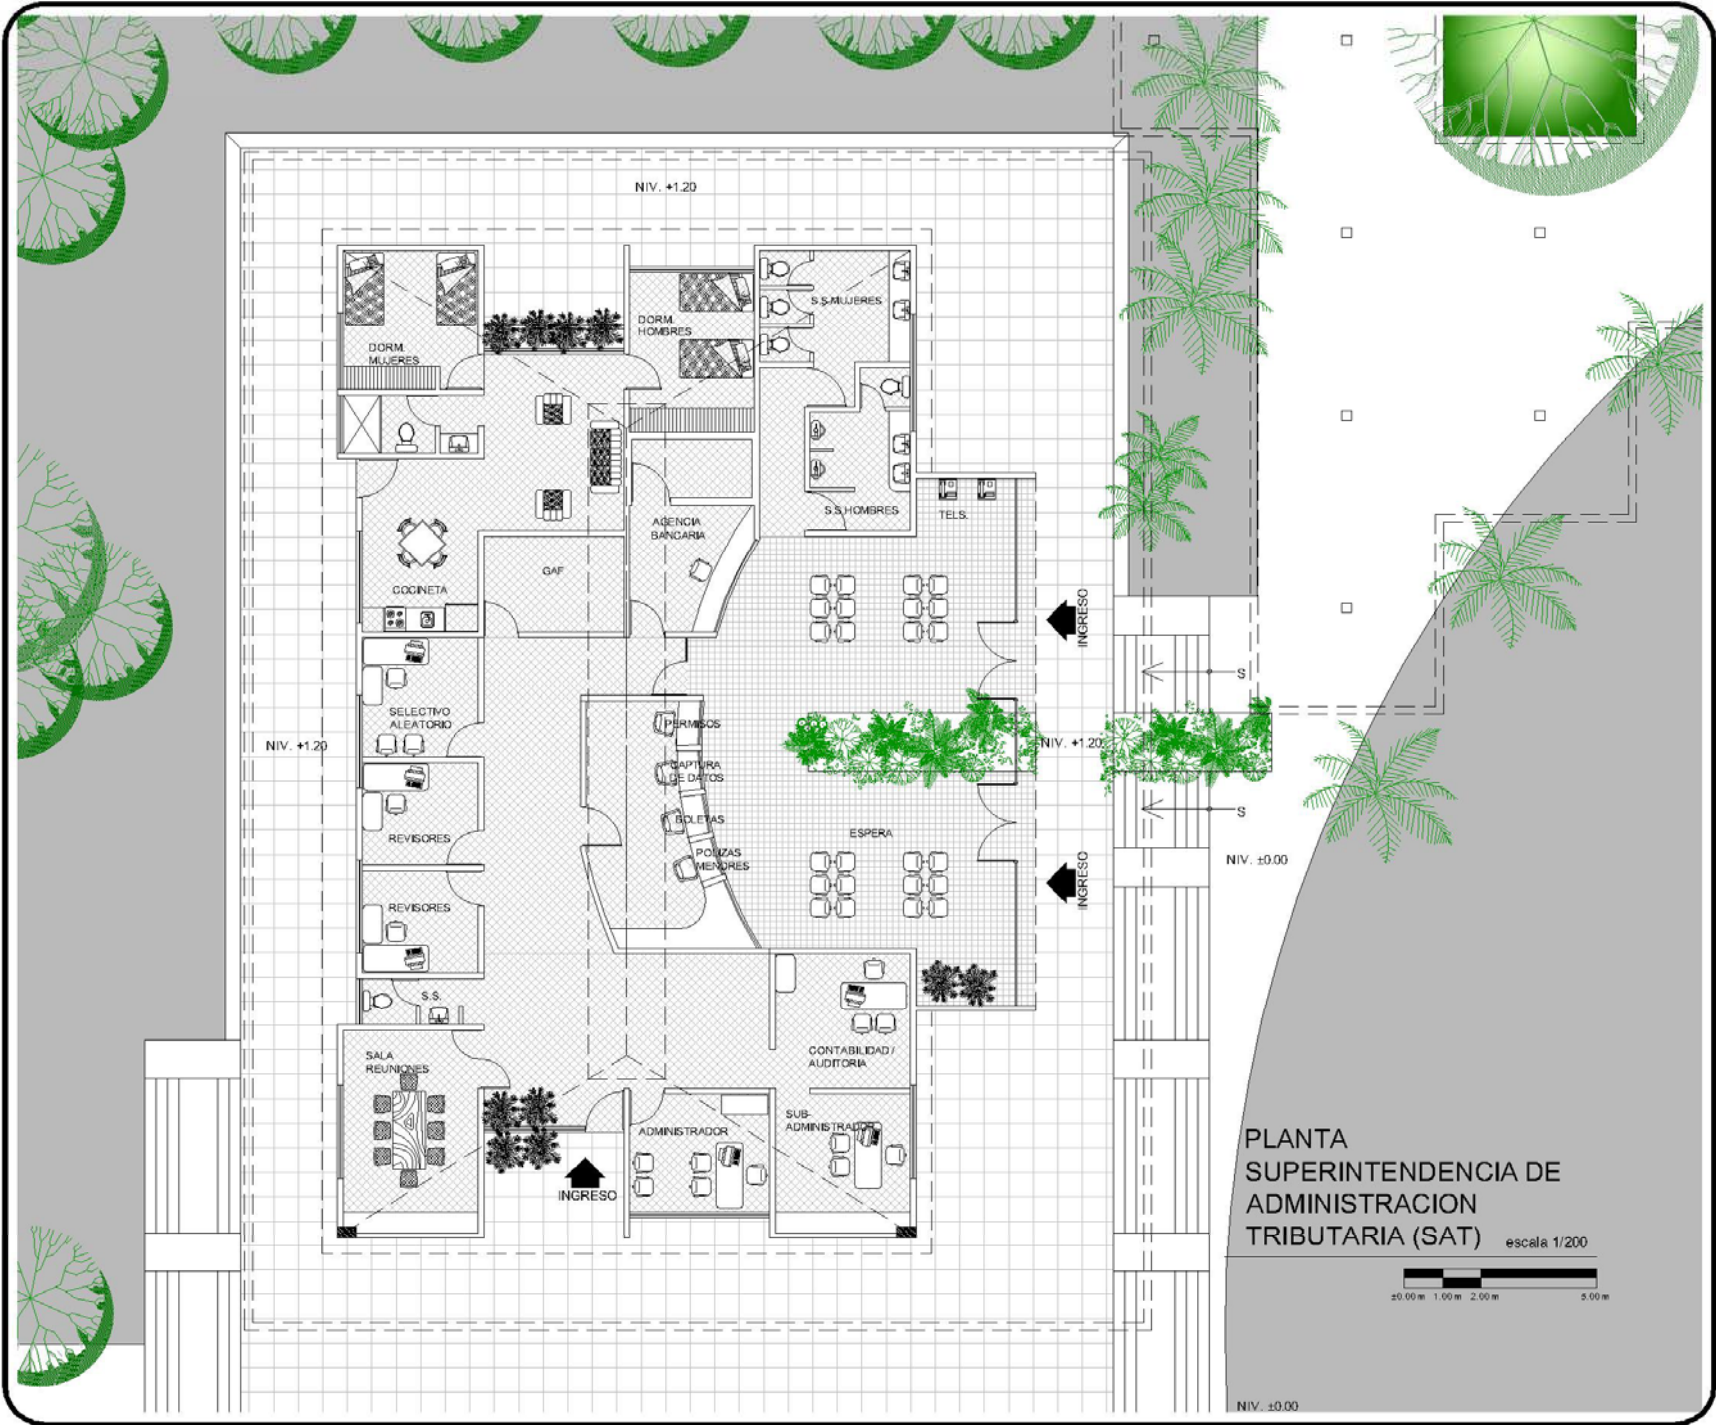 NIV. +1.20
S.S.MUJERES
DORM.
HOMBRES
DORM.
MUJERES
S.S.HOMBRES
TELS.
AGENCIA
BANCARIA
GAF
COCINETA
INGRESO
S
SELECTIVO
ALEATORIO
PERMISOS
NIV. +1.20
NIV. +1.20
CAPTURA
DE DATOS
S
BOLETAS
ESPERA
REVISORES
POLIZAS
MENORES
NIV. ±0.00
INGRESO
REVISORES
S.S.
SALA
REUNIONES
CONTABILIDAD /
AUDITORIA
SUB-
ADMINISTRADOR
ADMINISTRADOR
INGRESO
PLANTA
SUPERINTENDENCIA DE
ADMINISTRACION
TRIBUTARIA (SAT) escala 1/200
±0.00 m 1.00 m 2.00 m 5.00 m
NIV. ±0.00